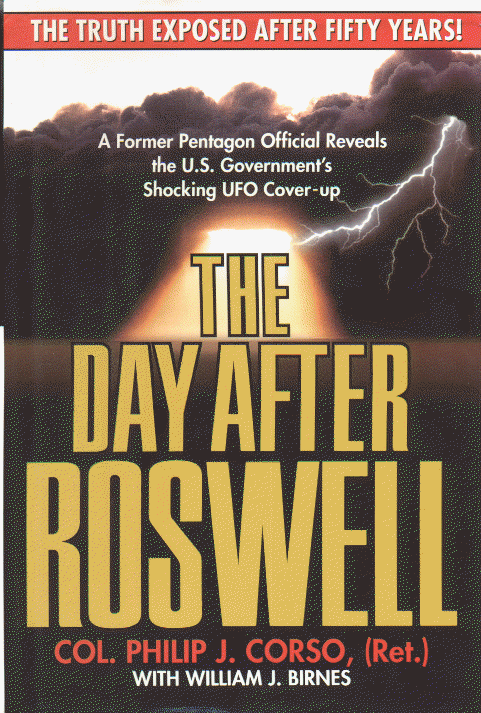 THE TRUTH EXPOSED AFTER FIFTY YEARS!
A Former Pentagon Official Reveals
the U.S. Government's
Shocking UFO Cover-up
THE
DAY AFTER
ROSWELL
COL. PHILIP J. CORSO, (Ret.)
WITH WILLIAM J. BIRNES